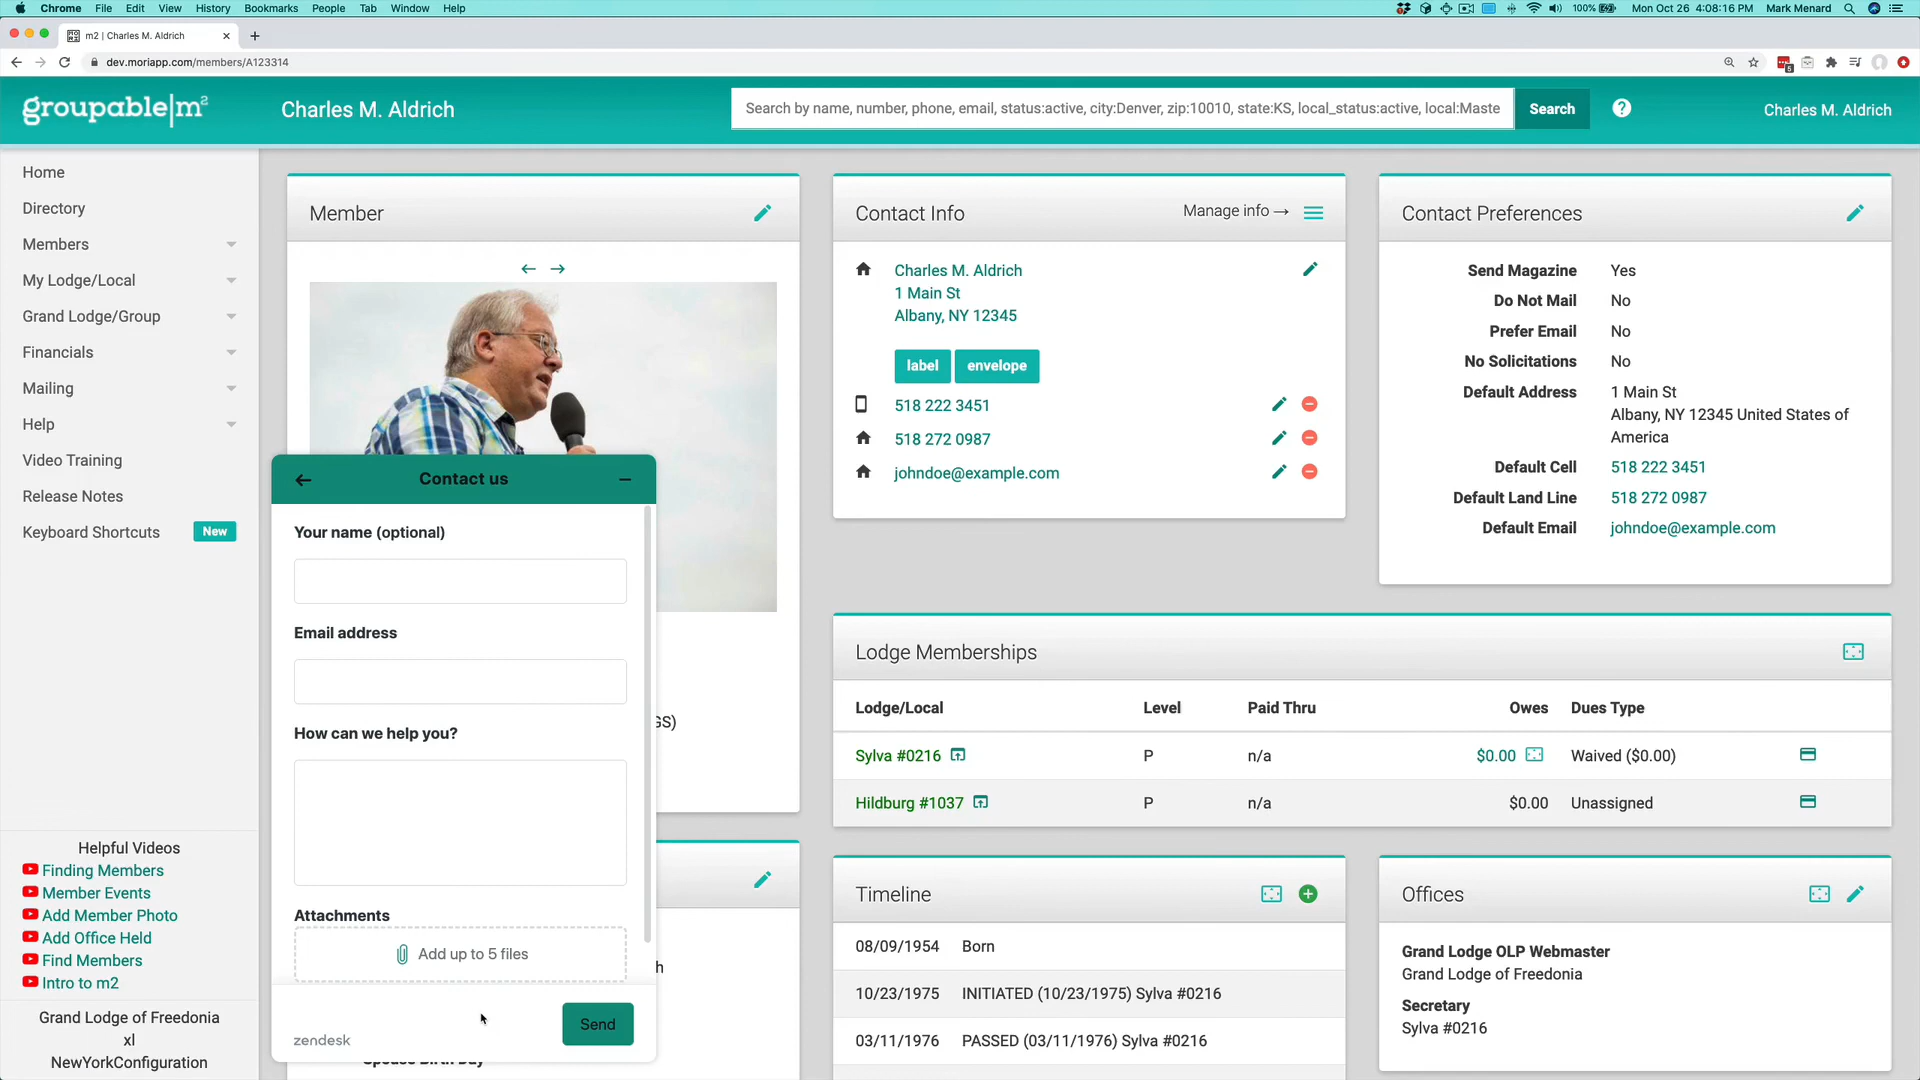 Chrome File Edit View History Bookmarks People Tab Window Help
100% Mon Oct 26 4:08:16 PM Mark Menard
m2 | Charles M. Aldrich
dev.moriapp.com/members/A123314
groupable|m²
Charles M. Aldrich
Search by name, number, phone, email, status:active, city:Denver, zip:10010, state:KS, local_status:active, local:Maste
Search
Charles M. Aldrich
Home
Directory
Members
My Lodge/Local
Grand Lodge/Group
Financials
Mailing
Help
Video Training
Release Notes
Keyboard Shortcuts New
Helpful Videos
Finding Members
Member Events
Add Member Photo
Add Office Held
Find Members
Intro to m2
Grand Lodge of Freedonia
xl
NewYorkConfiguration
Member
GS)
h
Contact us
Your name (optional)
Email address
How can we help you?
Attachments
Add up to 5 files
zendesk
Send
Contact Info
Manage info →
Charles M. Aldrich
1 Main St
Albany, NY 12345
label envelope
518 222 3451
518 272 0987
johndoe@example.com
Contact Preferences
Send Magazine Yes
Do Not Mail No
Prefer Email No
No Solicitations No
Default Address 1 Main St
Albany, NY 12345 United States of
America
Default Cell 518 222 3451
Default Land Line 518 272 0987
Default Email johndoe@example.com
Lodge Memberships
Lodge/Local Level Paid Thru Owes Dues Type
Sylva #0216 P n/a $0.00 Waived ($0.00)
Hildburg #1037 P n/a $0.00 Unassigned
Timeline
08/09/1954 Born
10/23/1975 INITIATED (10/23/1975) Sylva #0216
03/11/1976 PASSED (03/11/1976) Sylva #0216
Offices
Grand Lodge OLP Webmaster
Grand Lodge of Freedonia
Secretary
Sylva #0216